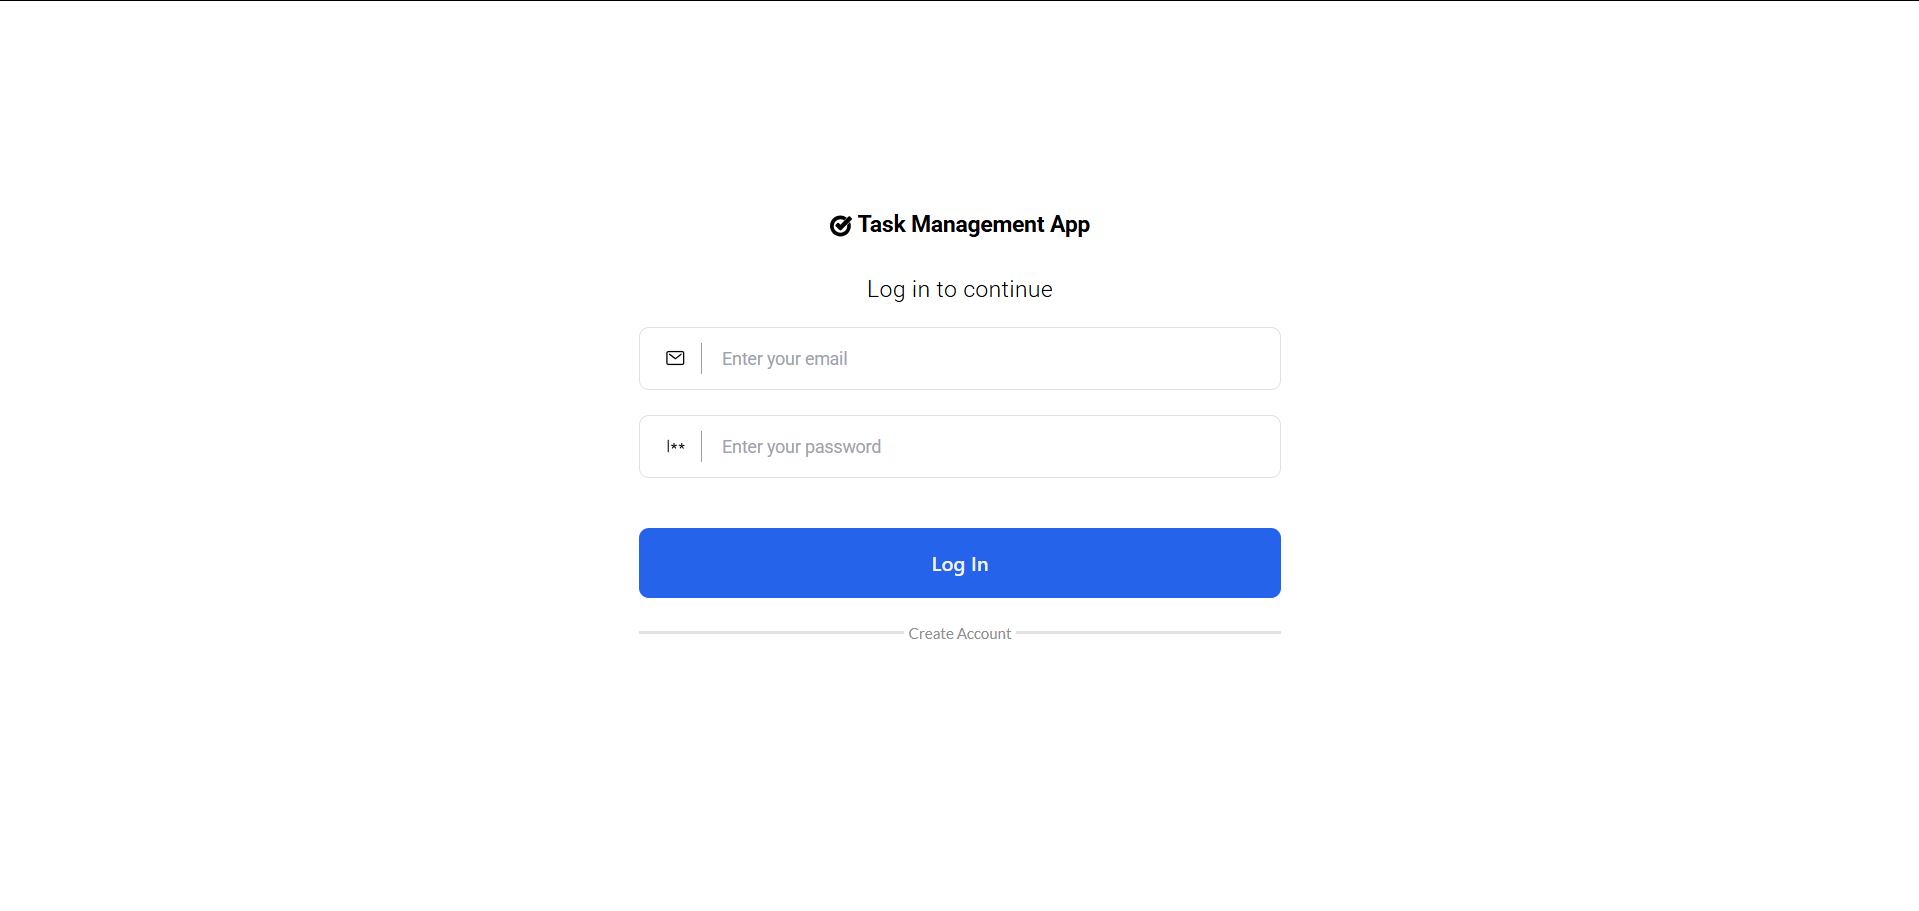 Task Management App
Log in to continue
Enter your email
Enter your password
Log In
Create Account